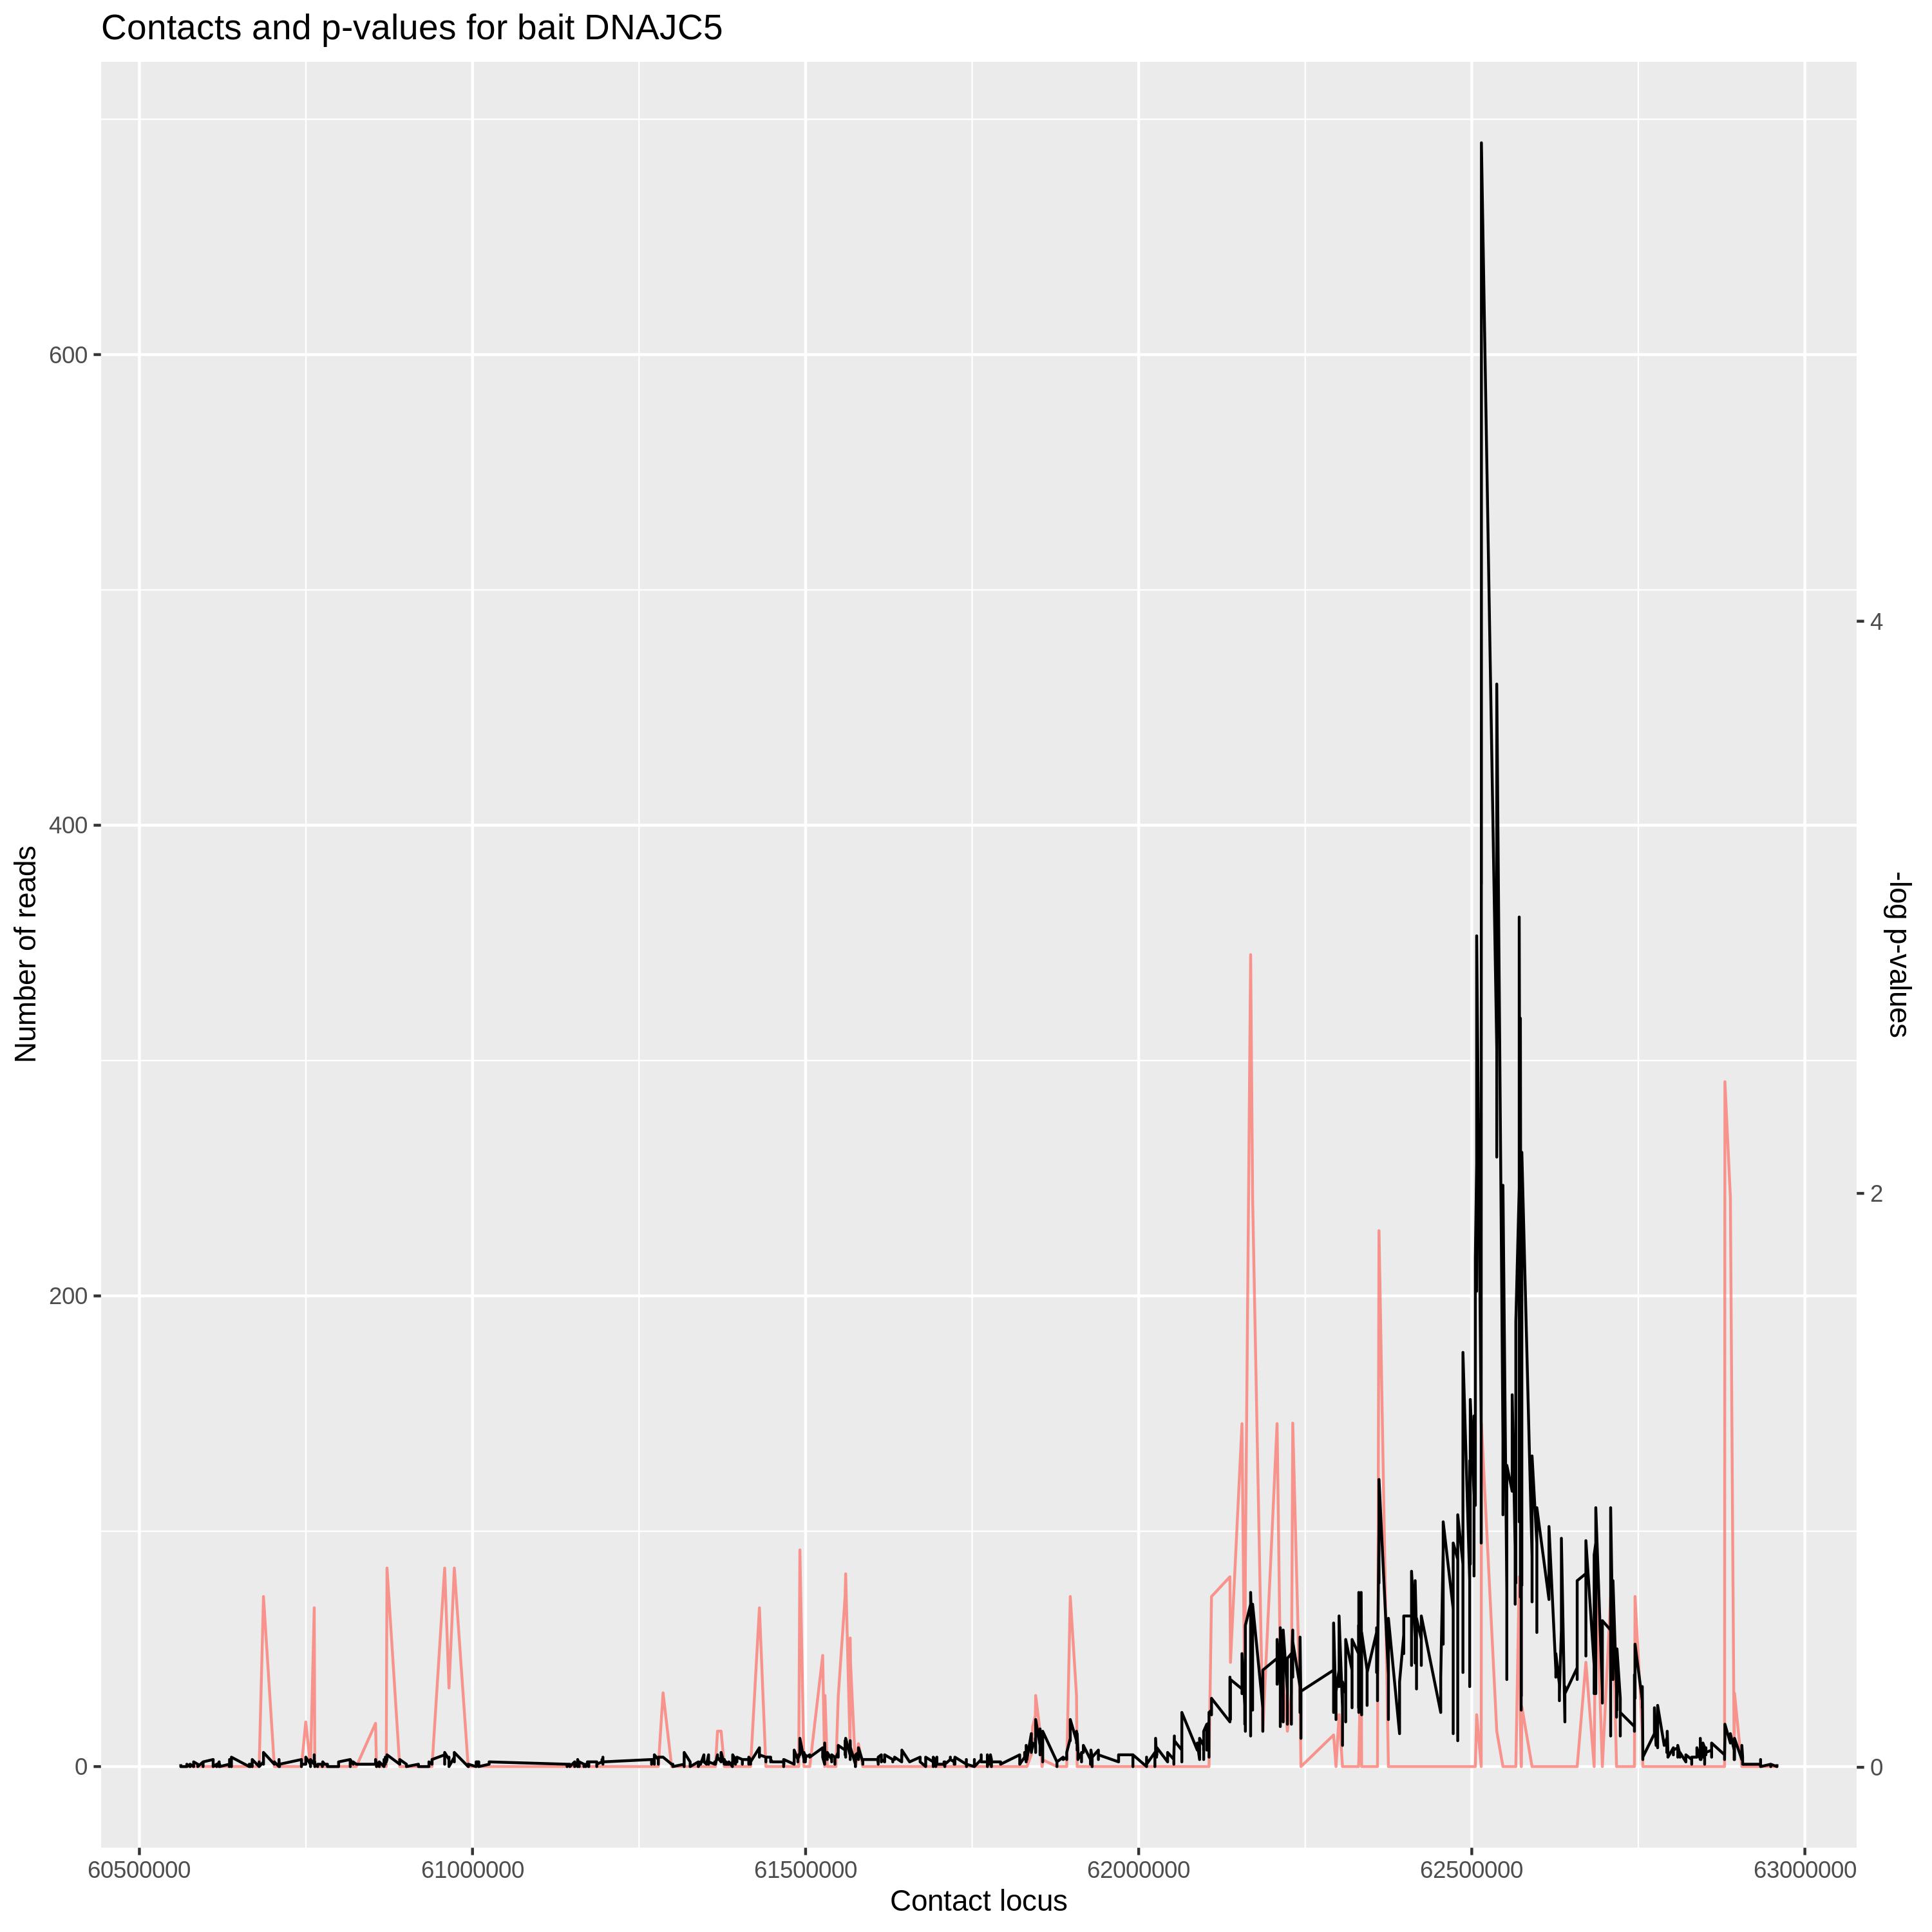 Contacts and p-values for bait DNAJC5
Number of reads
600
400
200
0
4
2
0
-log p-values
60500000 61000000 61500000 62000000 62500000 63000000
Contact locus